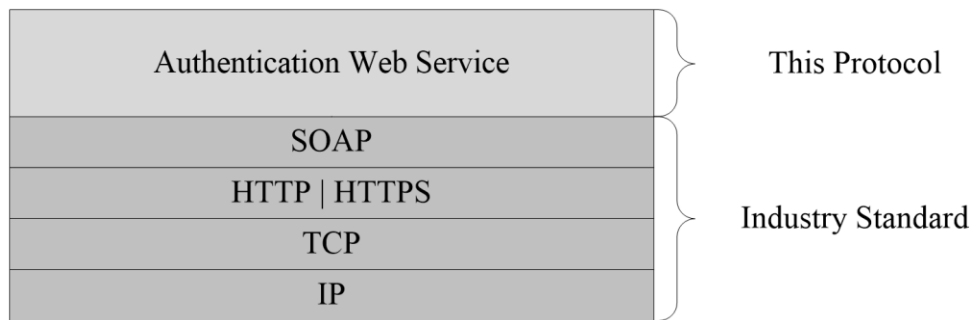 Authentication Web Service
This Protocol
SOAP
HTTP | HTTPS
TCP
IP
Industry Standard